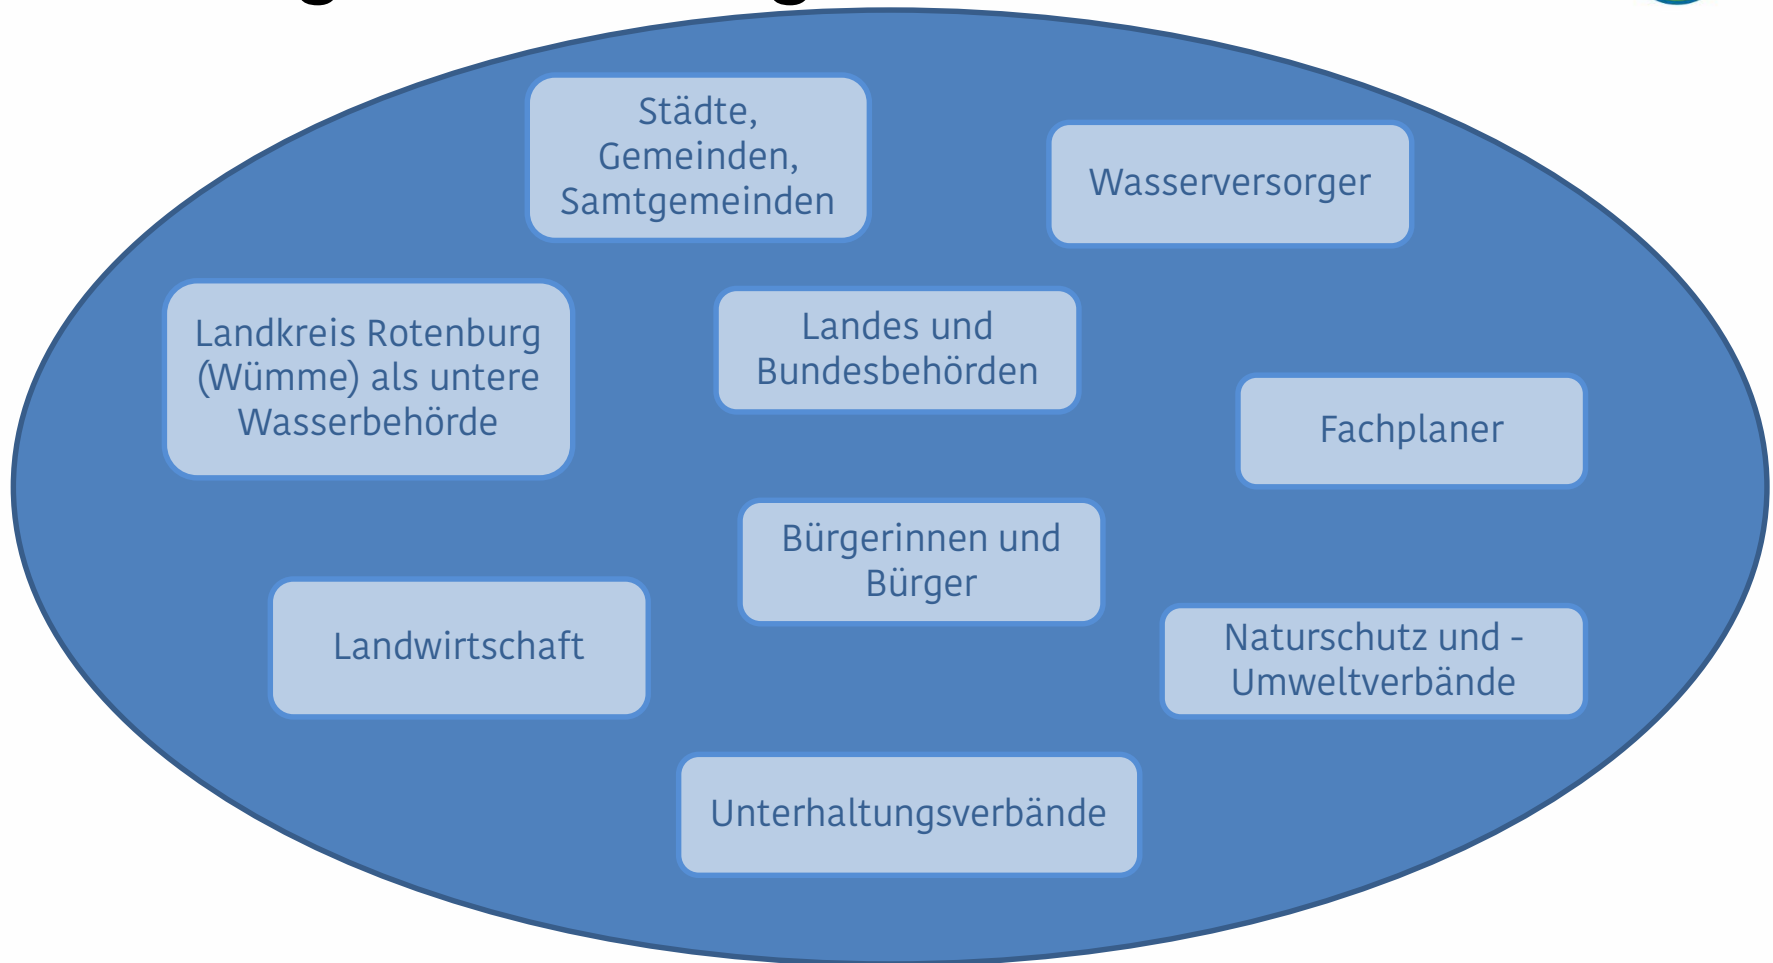 Städte,
Gemeinden,
Samtgemeinden
Wasserversorger
Landkreis Rotenburg
(Wümme) als untere
Wasserbehörde
Landes und
Bundesbehörden
Fachplaner
Bürgerinnen und
Bürger
Landwirtschaft
Naturschutz und -
Umweltverbände
Unterhaltungsverbände